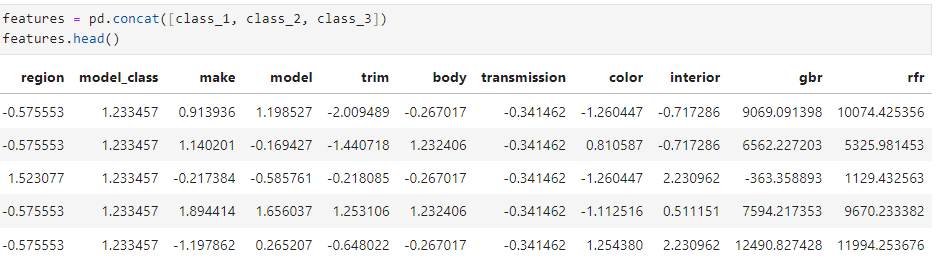 features = pd.concat([class_1, class_2, class_3])
features.head()
region model_class make model trim body transmission color interior gbr rfr
-0.575553 1.233457 0.913936 1.198527 -2.009489 -0.267017 -0.341462 -1.260447 -0.717286 9069.091398 10074.425356
-0.575553 1.233457 1.140201 -0.169427 -1.440718 1.232406 -0.341462 0.810587 -0.717286 6562.227203 5325.981453
1.523077 1.233457 -0.217384 -0.585761 -0.218085 -0.267017 -0.341462 -1.260447 2.230962 -363.358893 1129.432563
-0.575553 1.233457 1.894414 1.656037 1.253106 1.232406 -0.341462 -1.112516 0.511151 7594.217353 9670.233382
-0.575553 1.233457 -1.197862 0.265207 -0.648022 -0.267017 -0.341462 1.254380 2.230962 12490.827428 11994.253676